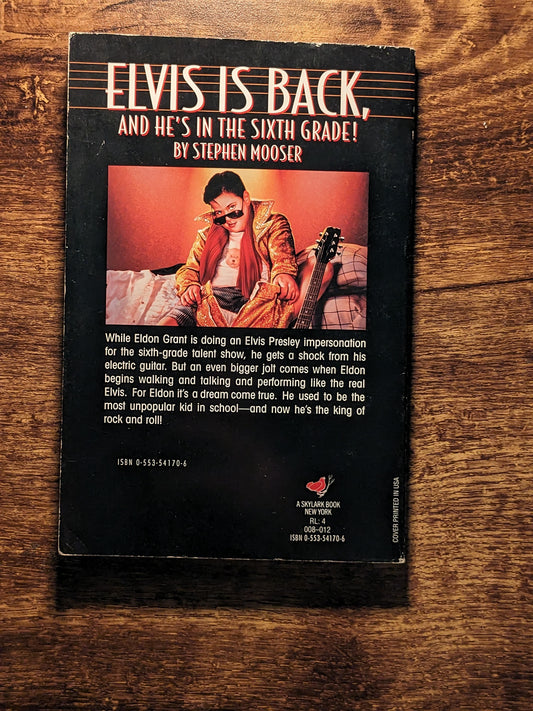 ELVIS IS BACK,
AND HE'S IN THE SIXTH GRADE!
BY STEPHEN MOOSER
While Eldon Grant is doing an Elvis Presley impersonation
for the sixth-grade talent show, he gets a shock from his
electric guitar. But an even bigger jolt comes when Eldon
begins walking and talking and performing like the real
Elvis. For Eldon it's a dream come true. He used to be the
most unpopular kid in school—and now he's the king of
rock and roll!
ISBN 0-553-54170-6
A SKYLARK BOOK
NEW YORK
RL: 4
008-012
ISBN 0-553-54170-6
COVER PRINTED IN USA